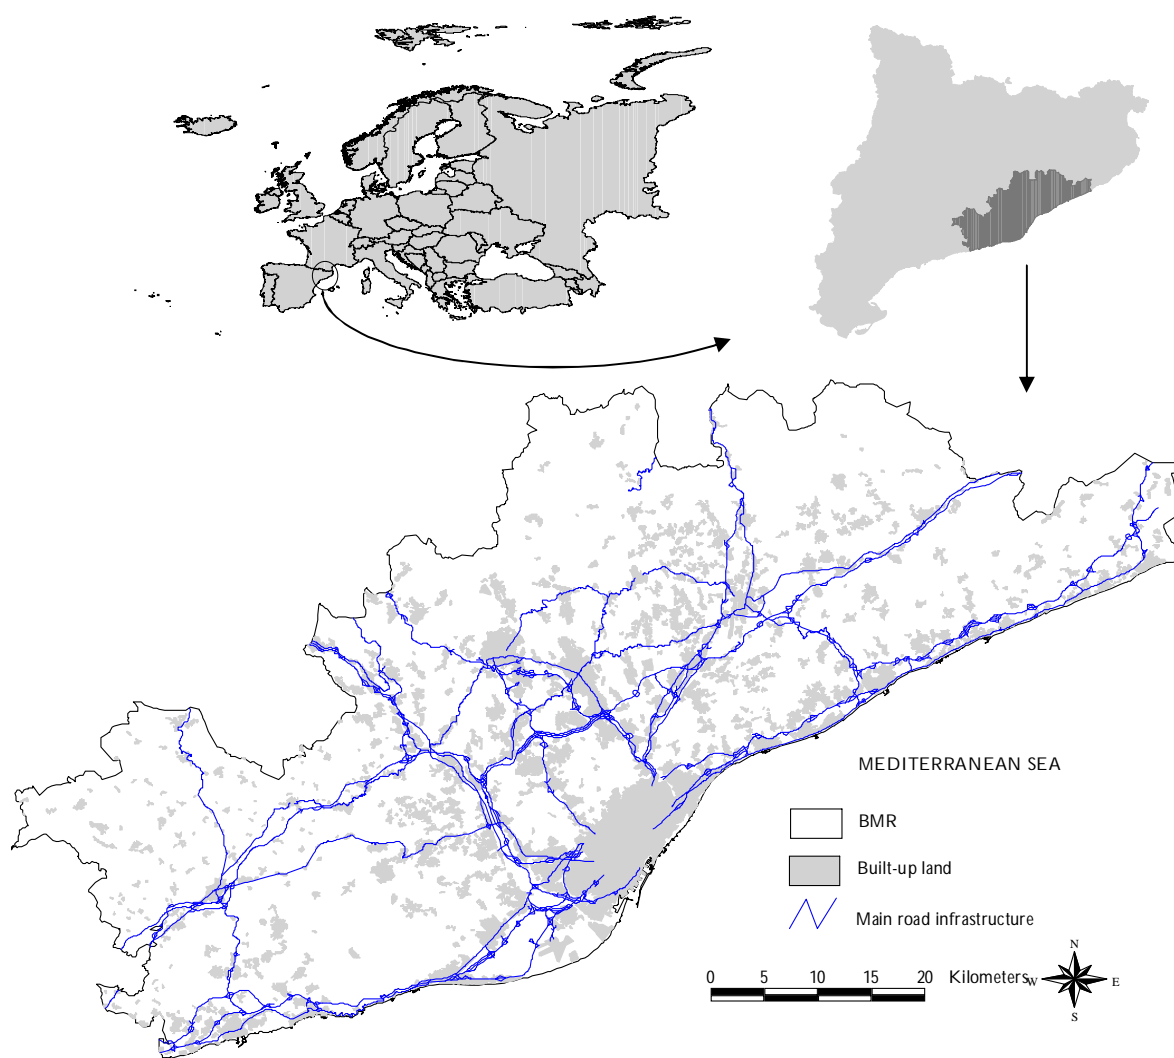 MEDITERRANEAN SEA
BMR
Built-up land
Main road infrastructure
N
0 5 10 15 20 Kilometers W E
S